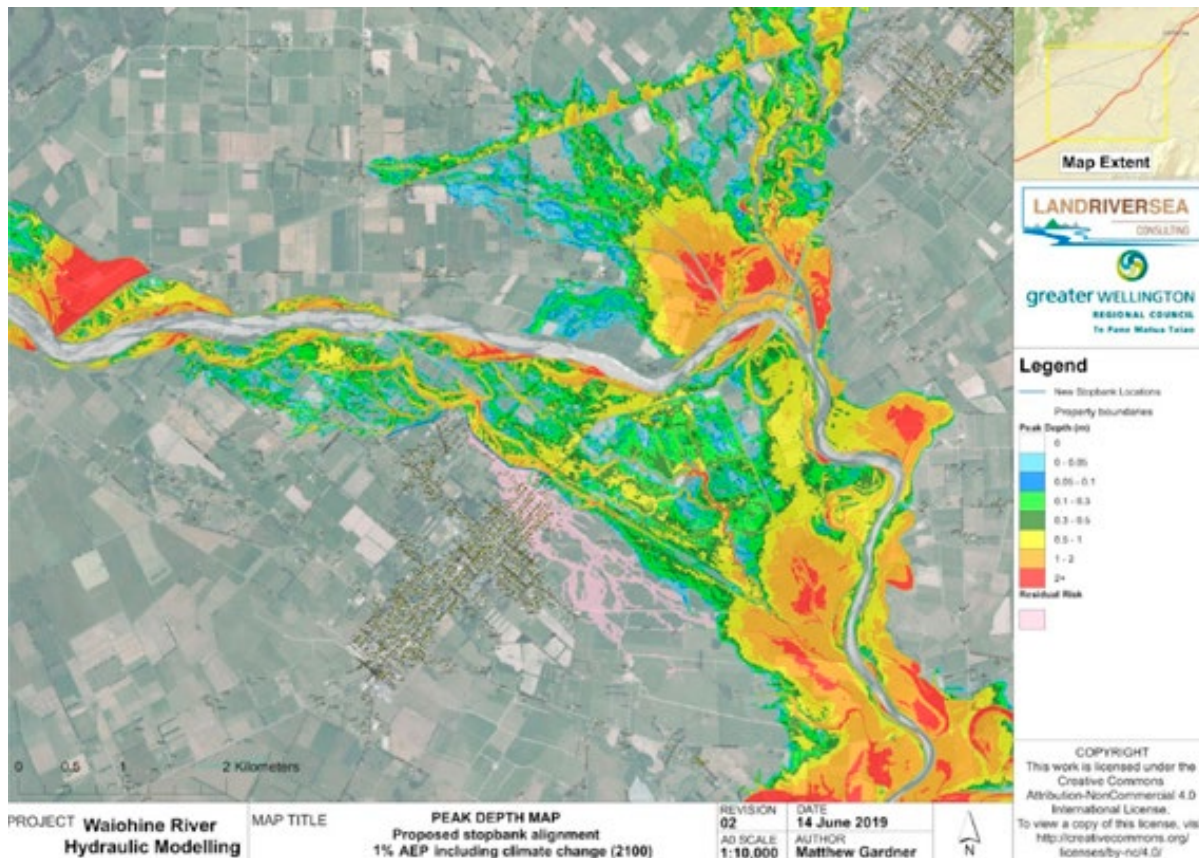 Map Extent
LANDRIVERSEA
CONSULTING
greater WELLINGTON
REGIONAL COUNCIL
Te Pane Matua Taiao
Legend
New Stopbank Locations
Property boundaries
Peak Depth (m)
0
0 - 0.05
0.05 - 0.1
0.1 - 0.3
0.3 - 0.5
0.5 - 1
1 - 2
2+
Residual Risk
0 0.5 1 2 Kilometers
COPYRIGHT
This work is licensed under the
Creative Commons
Attribution-NonCommercial 4.0
International License.
To view a copy of this license, visi
http://creativecommons.org/
licenses/by-nc/4.0/
PROJECT Waiohine River
Hydraulic Modelling
MAP TITLE
PEAK DEPTH MAP
Proposed stopbank alignment
1% AEP including climate change (2100)
REVISION
02
A0 SCALE
1:10,000
DATE
14 June 2019
AUTHOR
Matthew Gardner
N